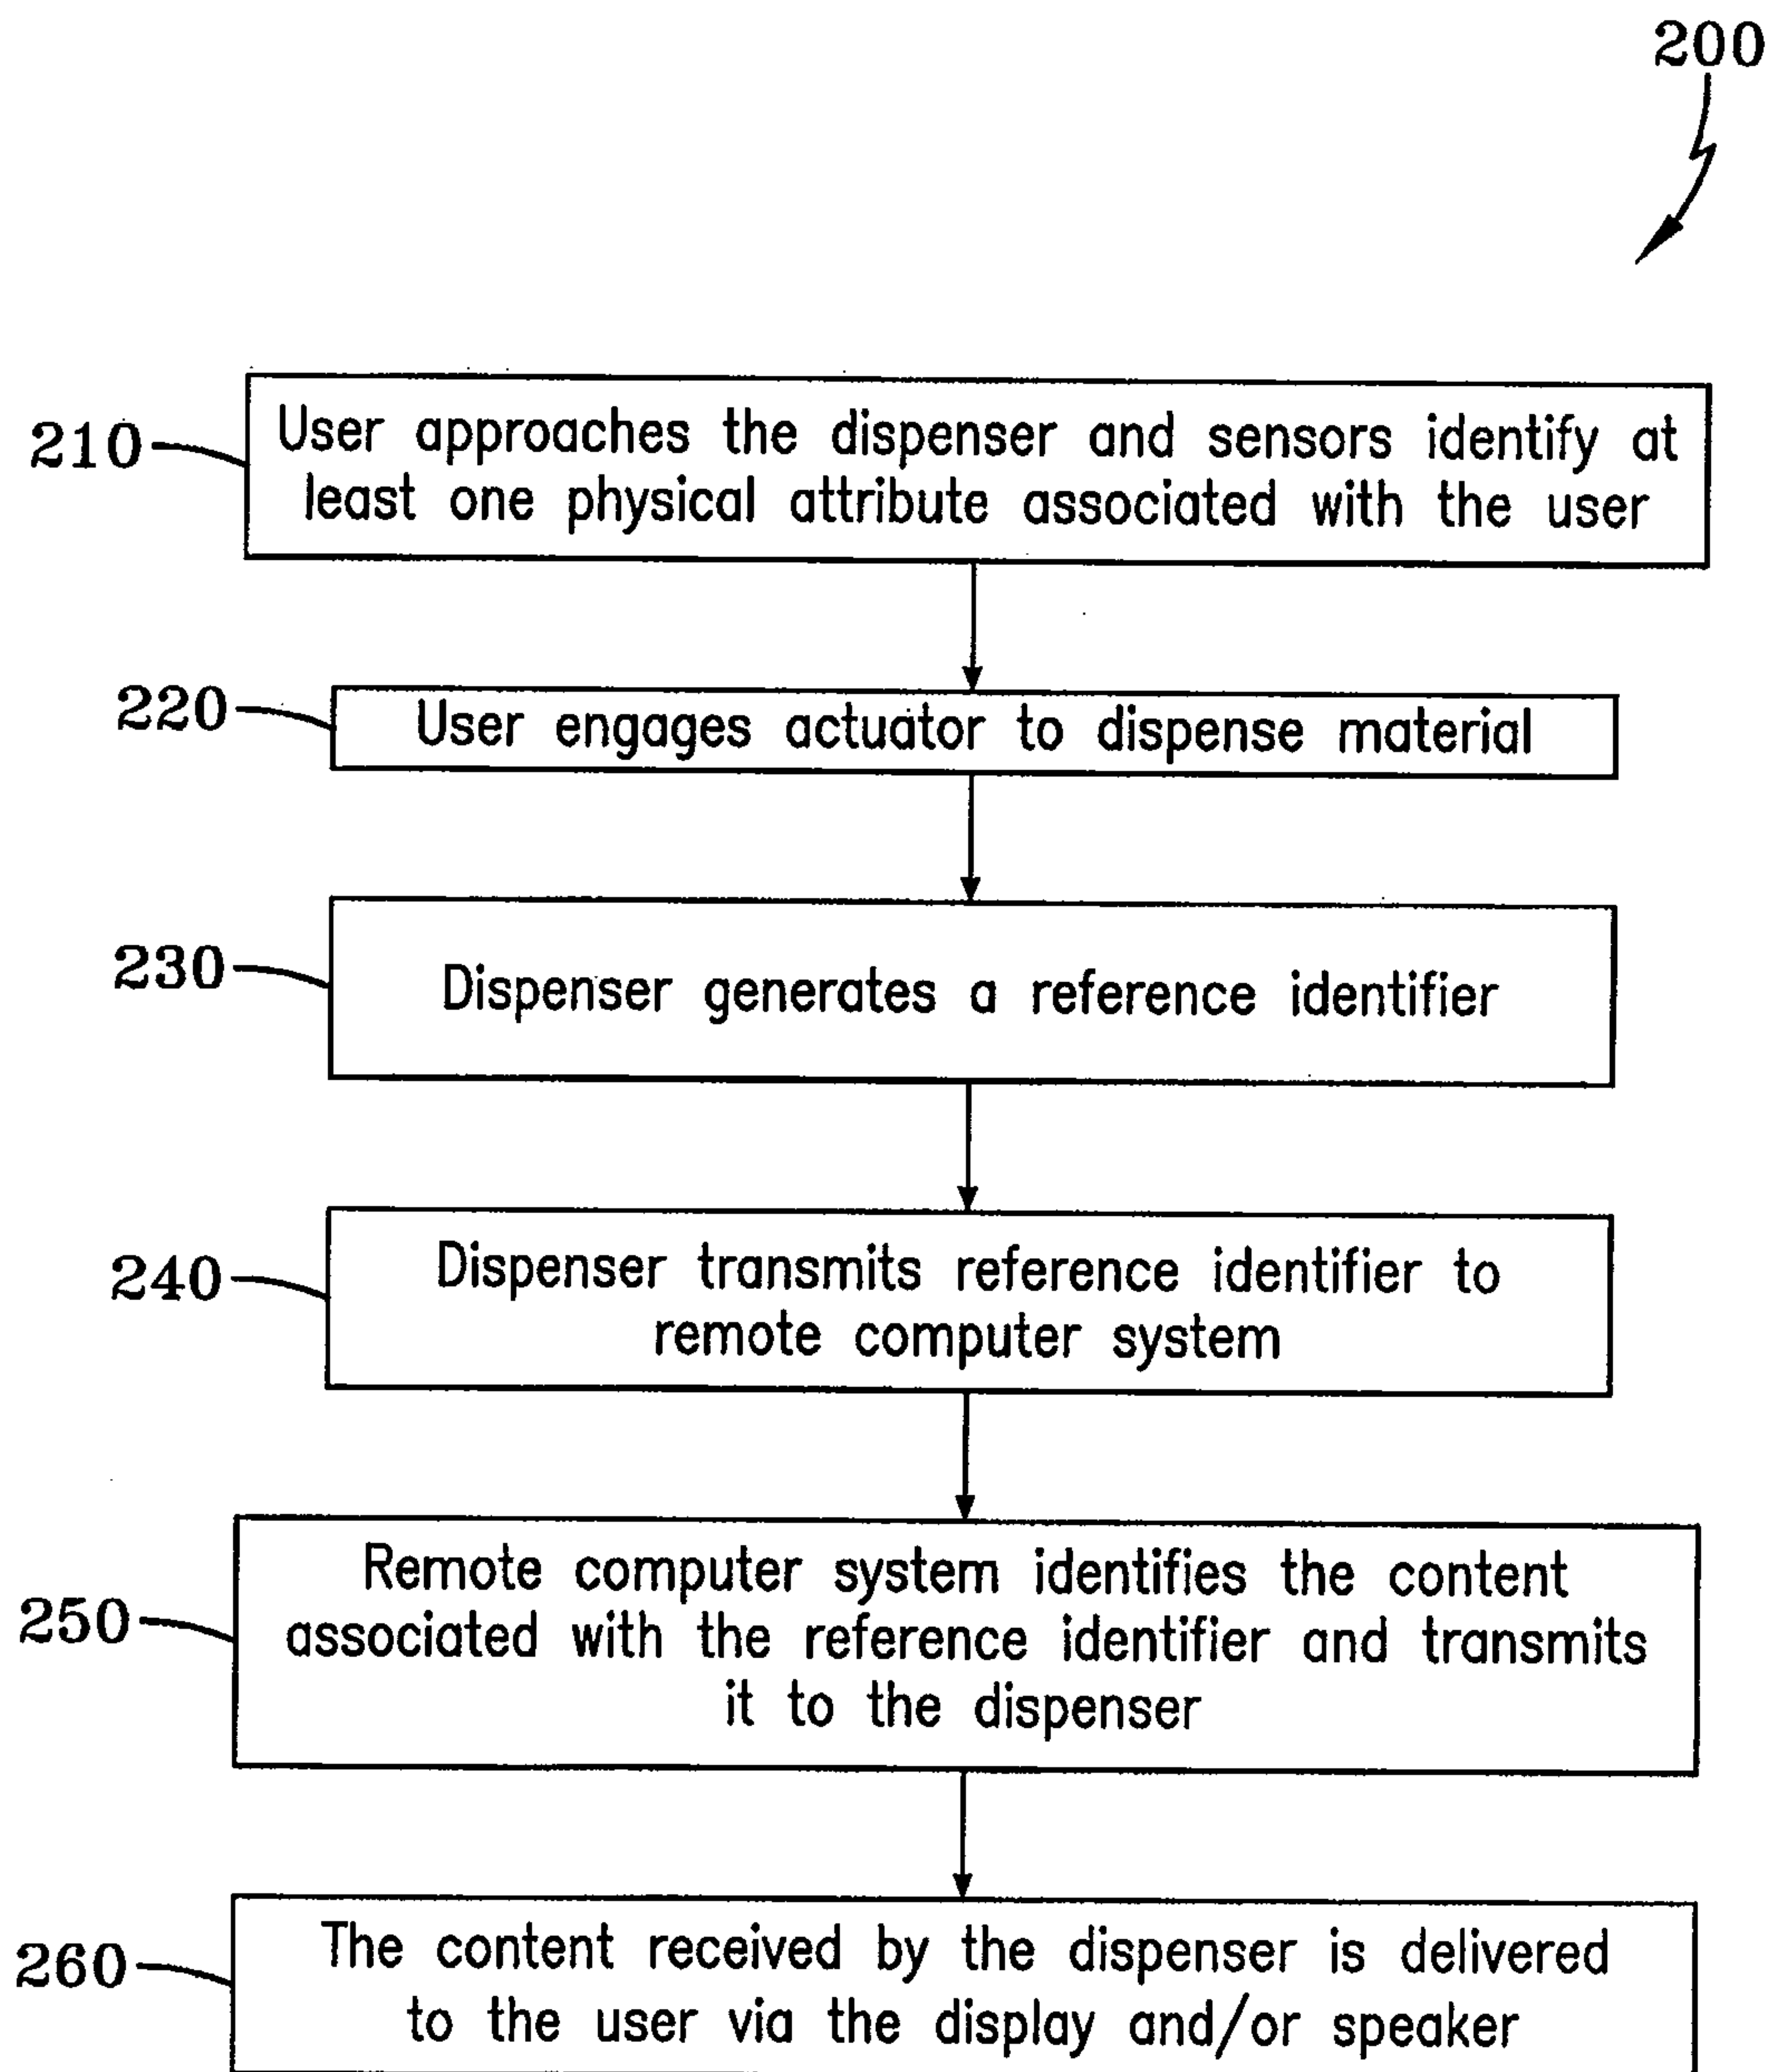 200
210
User approaches the dispenser and sensors identify at
least one physical attribute associated with the user
220
User engages actuator to dispense material
230
Dispenser generates a reference identifier
240
Dispenser transmits reference identifier to
remote computer system
250
Remote computer system identifies the content
associated with the reference identifier and transmits
it to the dispenser
260
The content received by the dispenser is delivered
to the user via the display and/or speaker